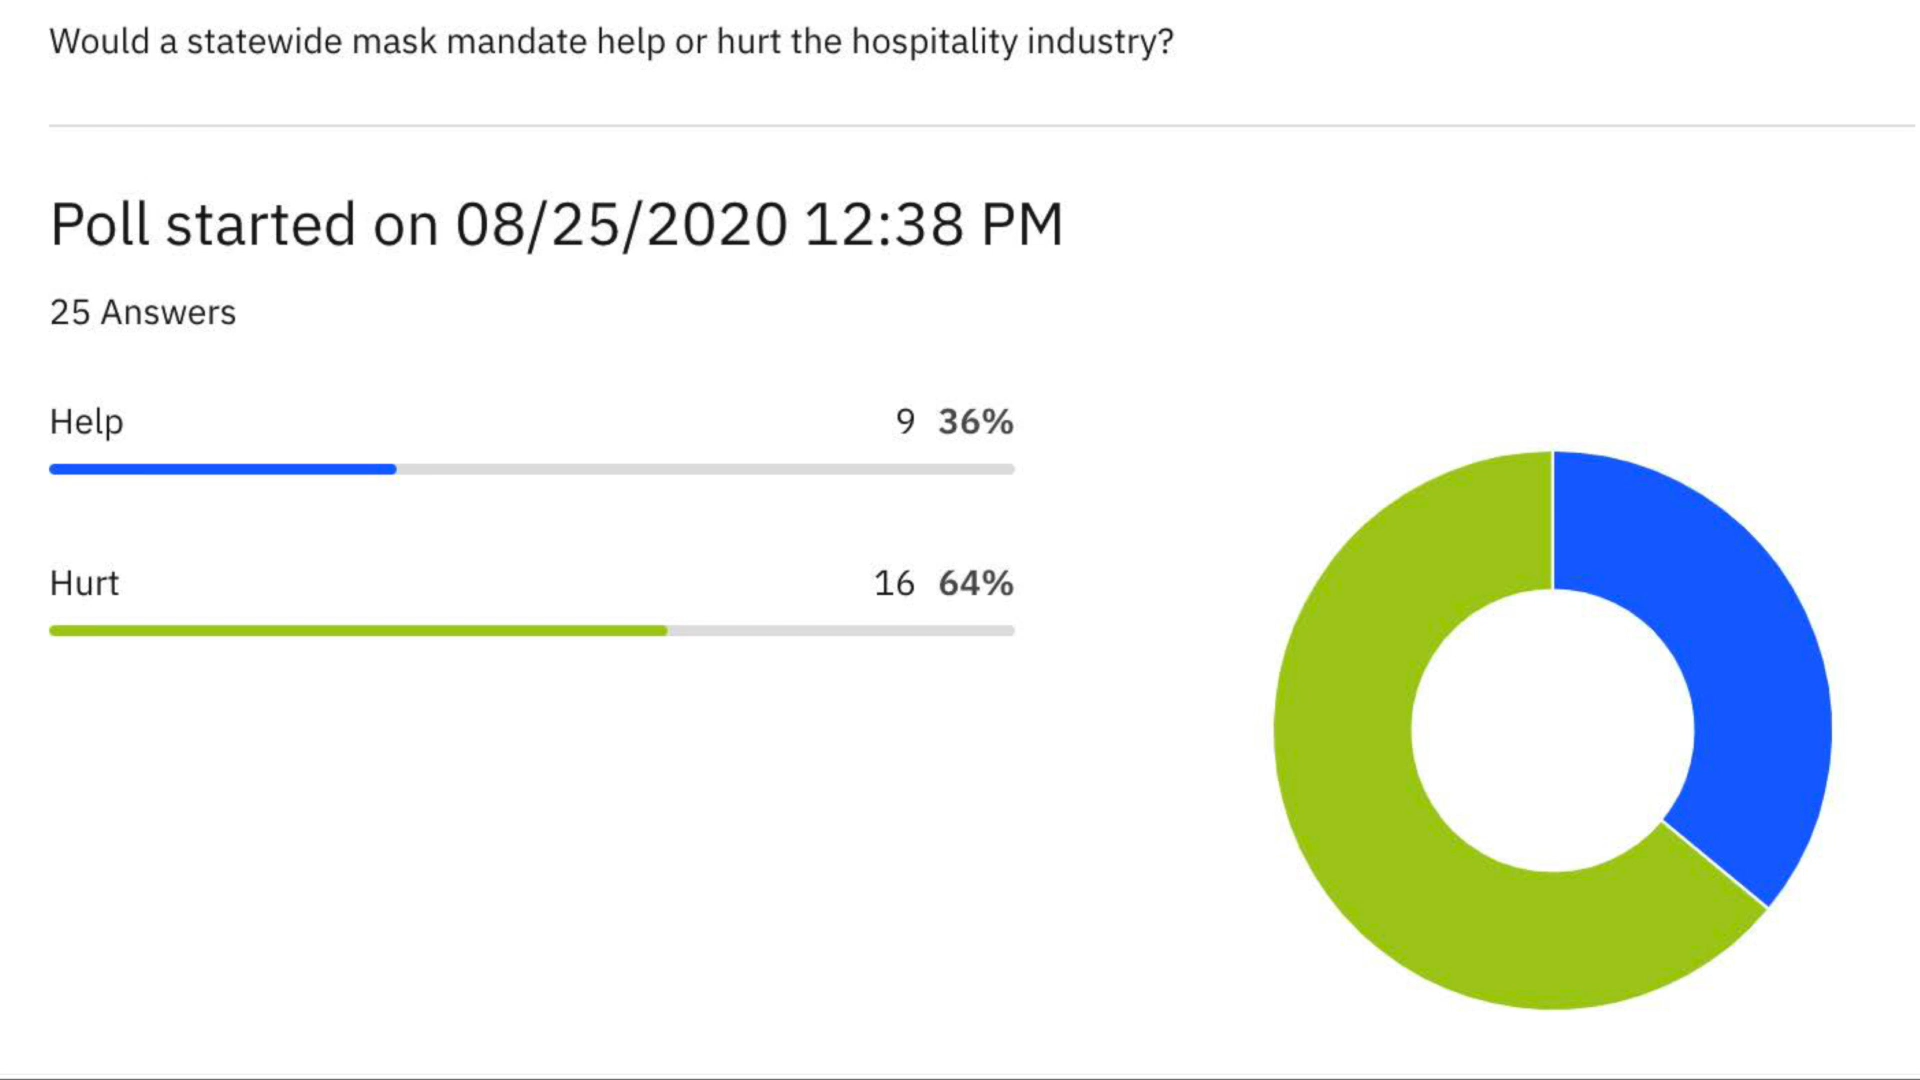 Would a statewide mask mandate help or hurt the hospitality industry?
Poll started on 08/25/2020 12:38 PM
25 Answers
Help 9 36%
Hurt 16 64%